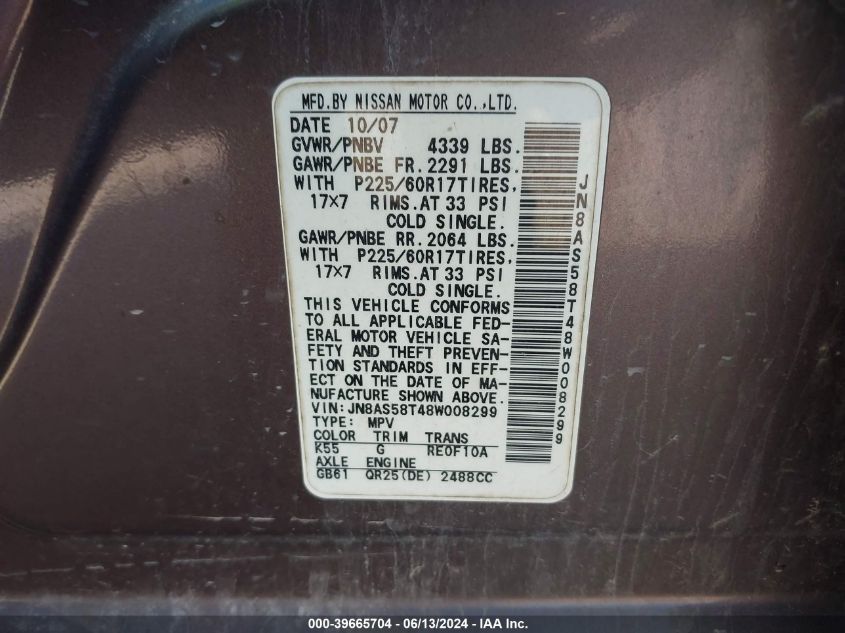 MFD.BY NISSAN MOTOR CO.,LTD.
DATE 10/07
GVWR/PNBV 4339 LBS.
GAWR/PNBE FR.2291 LBS.
WITH P225/60R17TIRES,
17×7 RIMS.AT 33 PSI
COLD SINGLE.
GAWR/PNBE RR.2064 LBS.
WITH P225/60R17TIRES,
17×7 RIMS.AT 33 PSI
COLD SINGLE.
THIS VEHICLE CONFORMS
TO ALL APPLICABLE FED-
ERAL MOTOR VEHICLE SA-
FETY AND THEFT PREVEN-
TION STANDARDS IN EFF-
ECT ON THE DATE OF MA-
NUFACTURE SHOWN ABOVE.
VIN:JN8AS58T48W008299
TYPE: MPV
COLOR TRIM TRANS
K55 G RE0F10A
AXLE ENGINE
GB61 QR25(DE) 2488CC
JN8AS58T48W008299
000-39665704 - 06/13/2024 - IAA Inc.